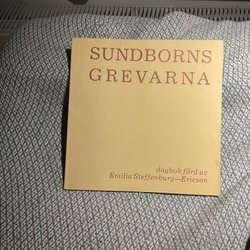 SUNDBORNS
GREVARNA
dagbok förd av
Emilia Steffenburg—Ericson